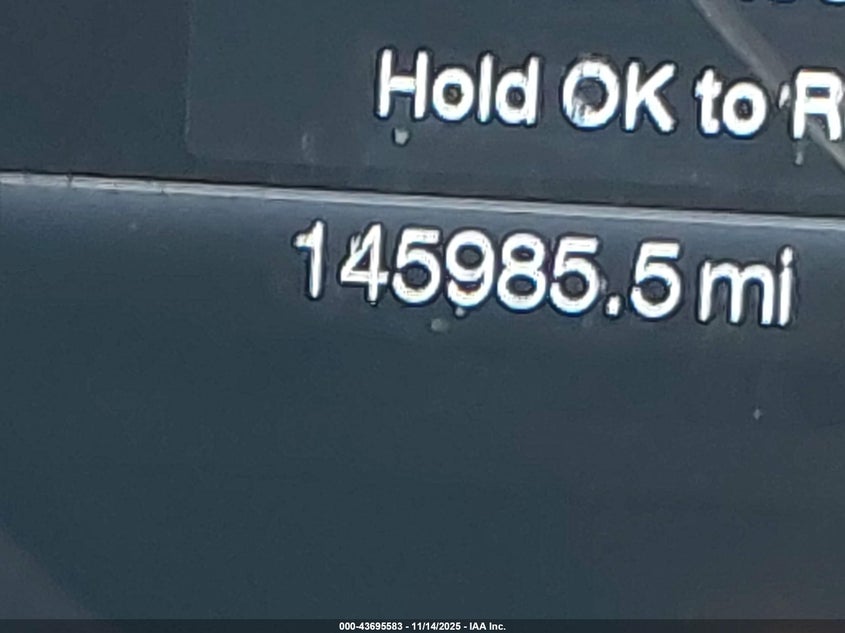 Hold OK to R
145985.5 mi
000-43695583 - 11/14/2025 - IAA Inc.